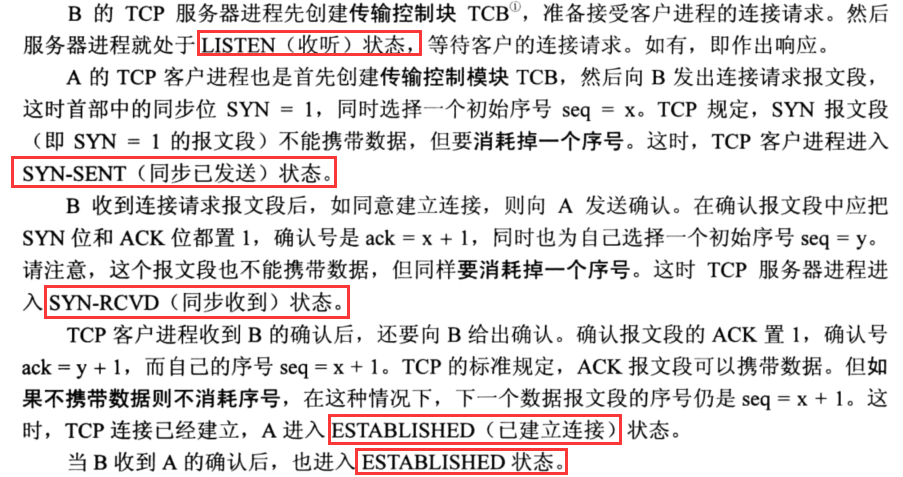 B 的 TCP 服务器进程先创建传输控制块 TCB①，准备接受客户进程的连接请求。然后
服务器进程就处于 LISTEN（收听）状态，等待客户的连接请求。如有，即作出响应。
A 的 TCP 客户进程也是首先创建传输控制模块 TCB，然后向 B 发出连接请求报文段，
这时首部中的同步位 SYN = 1，同时选择一个初始序号 seq = x。TCP 规定，SYN 报文段
（即 SYN = 1 的报文段）不能携带数据，但要消耗掉一个序号。这时，TCP 客户进程进入
SYN-SENT（同步已发送）状态。
B 收到连接请求报文段后，如同意建立连接，则向 A 发送确认。在确认报文段中应把
SYN 位和 ACK 位都置 1，确认号是 ack = x + 1，同时也为自己选择一个初始序号 seq = y。
请注意，这个报文段也不能携带数据，但同样要消耗掉一个序号。这时 TCP 服务器进程进
入 SYN-RCVD（同步收到）状态。
TCP 客户进程收到 B 的确认后，还要向 B 给出确认。确认报文段的 ACK 置 1，确认号
ack = y + 1，而自己的序号 seq = x + 1。TCP 的标准规定，ACK 报文段可以携带数据。但如
果不携带数据则不消耗序号，在这种情况下，下一个数据报文段的序号仍是 seq = x + 1。这
时，TCP 连接已经建立，A 进入 ESTABLISHED（已建立连接）状态。
当 B 收到 A 的确认后，也进入 ESTABLISHED 状态。